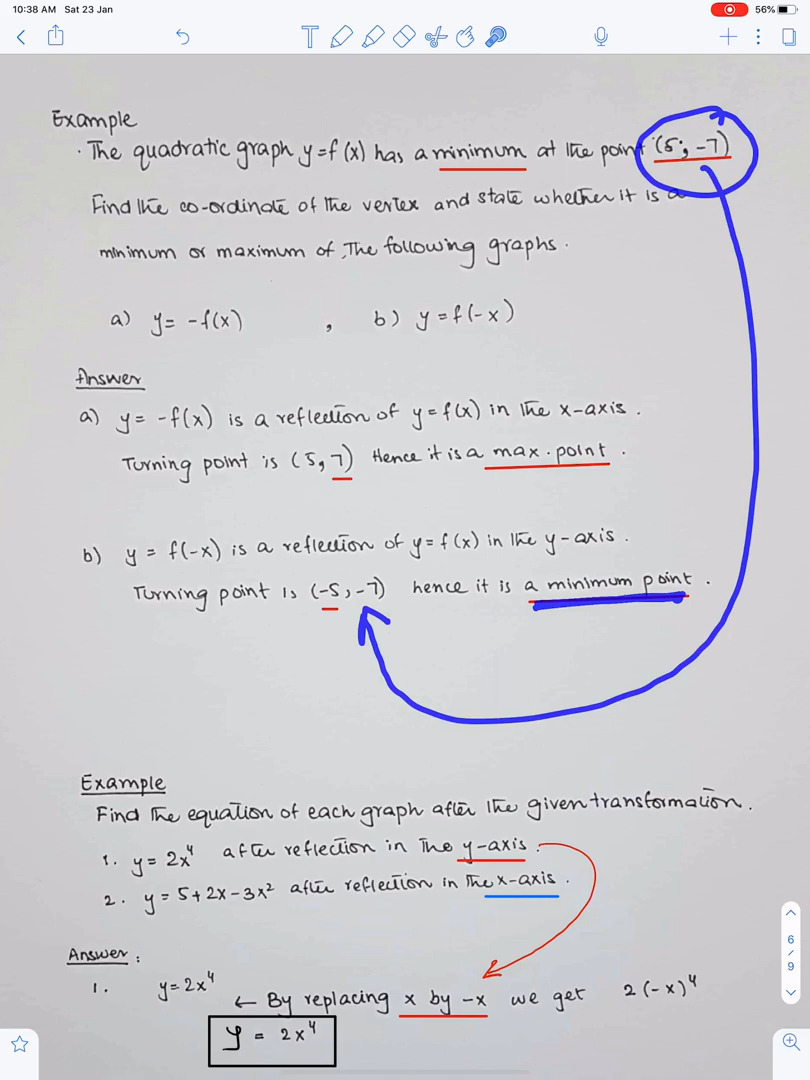 10:38 AM Sat 23 Jan
56%
T
Example
. The quadratic graph y=f(x) has a minimum at the point (5, -7)
Find the co-ordinate of the vertex and state whether it is a
minimum or maximum of the following graphs.
a) y= -f(x) , b) y = f(-x)
Answer
a) y= -f(x) is a reflection of y=f(x) in the x-axis.
Turning point is (5, 7) Hence it is a max. point.
b) y = f(-x) is a reflection of y=f(x) in the y-axis.
Turning point is (-5, -7) hence it is a minimum point.
Example
Find the equation of each graph after the given transformation.
1. y= 2x⁴ after reflection in the y-axis.
2. y= 5+2x-3x² after reflection in the x-axis.
Answer:
1. y= 2x⁴
← By replacing x by -x we get 2(-x)⁴
y = 2x⁴
6
/
9